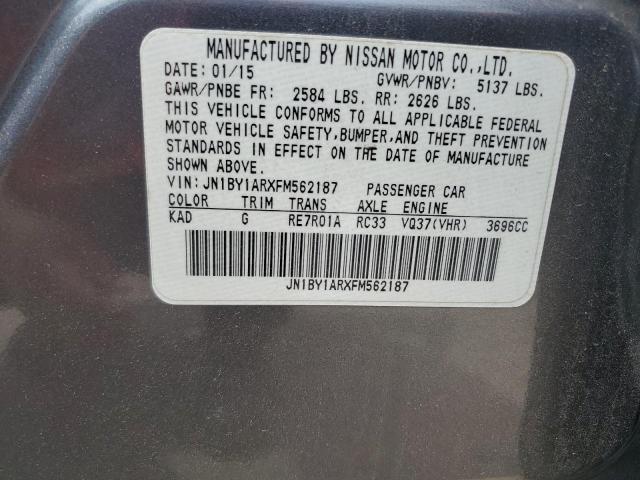 MANUFACTURED BY NISSAN MOTOR CO.,LTD.
DATE: 01/15 GVWR/PNBV: 5137 LBS.
GAWR/PNBE FR: 2584 LBS. RR: 2626 LBS.
THIS VEHICLE CONFORMS TO ALL APPLICABLE FEDERAL
MOTOR VEHICLE SAFETY,BUMPER,AND THEFT PREVENTION
STANDARDS IN EFFECT ON THE DATE OF MANUFACTURE
SHOWN ABOVE.
VIN: JN1BY1ARXFM562187 PASSENGER CAR
COLOR TRIM TRANS AXLE ENGINE
KAD G RE7R01A RC33 VQ37(VHR) 3696CC
JN1BY1ARXFM562187